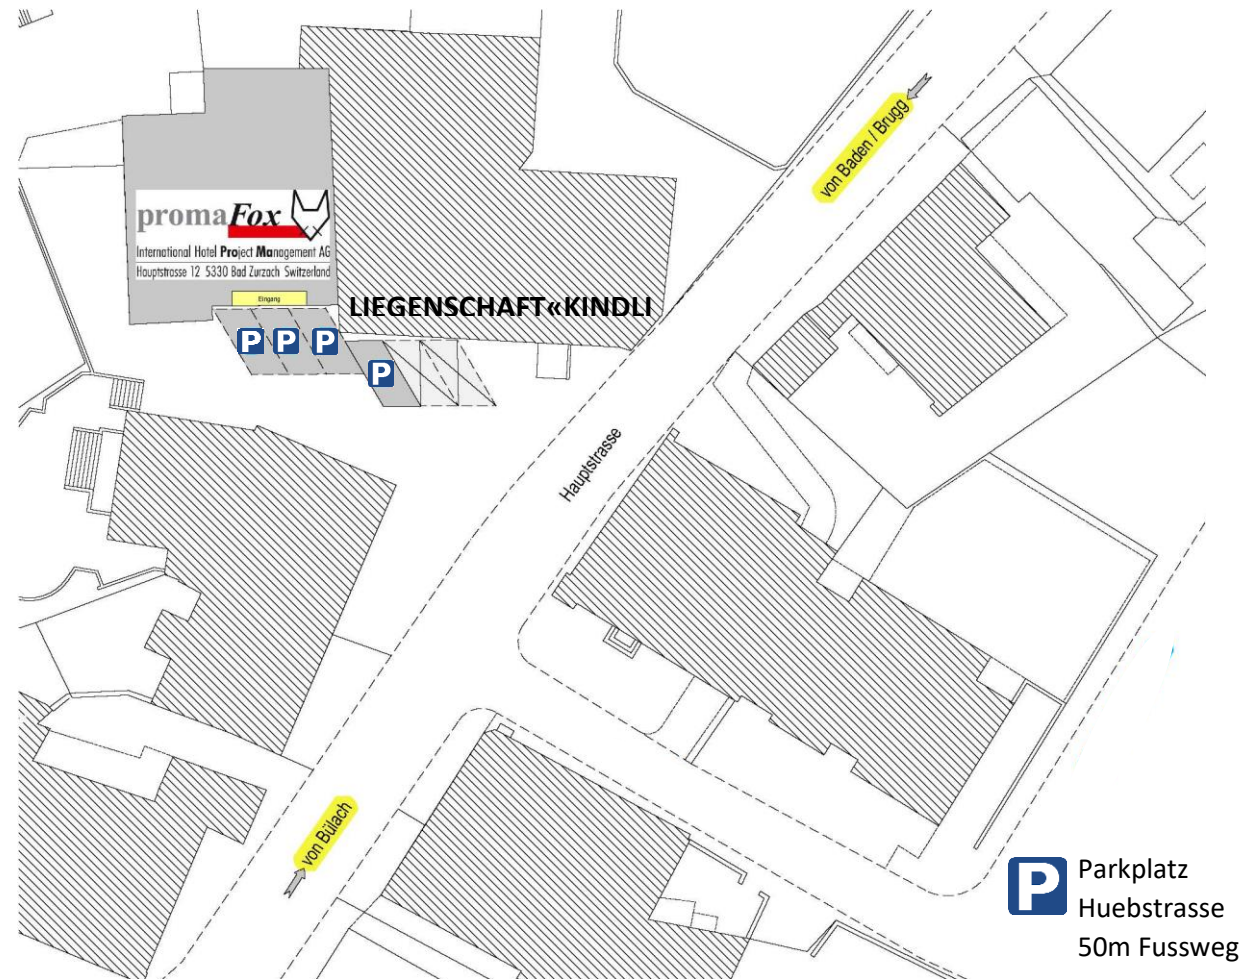 von Baden / Brugg
promaFox
International Hotel Project Management AG
Hauptstrasse 12 5330 Bad Zurzach Switzerland
Eingang
LIEGENSCHAFT«KINDLI
P P P
P
Hauptstrasse
von Bülach
P Parkplatz
Huebstrasse
50m Fussweg